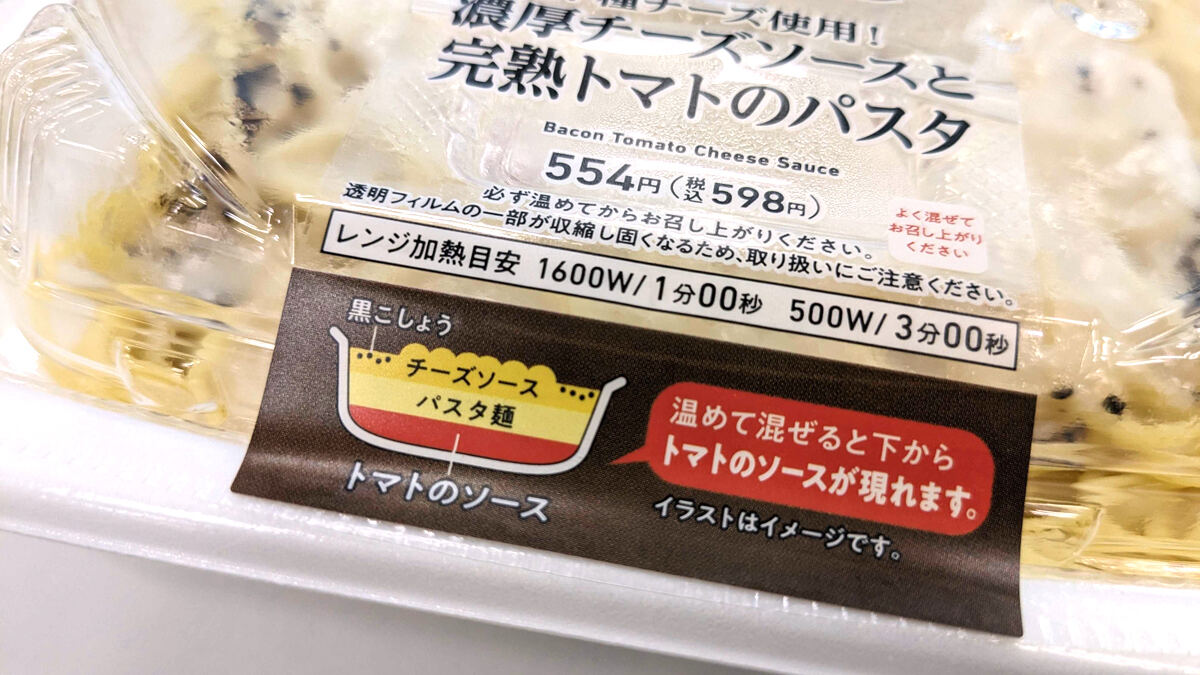 種チーズ使用!
濃厚チーズソースと
完熟トマトのパスタ
Bacon Tomato Cheese Sauce
554円(税込598円)
必ず温めてからお召し上がりください。
透明フィルムの一部が収縮し固くなるため、取り扱いにご注意ください。
よく混ぜて
お召し上がり
ください
レンジ加熱目安 1600W/1分00秒 500W/3分00秒
黒こしょう
チーズソース
パスタ麺
トマトのソース
温めて混ぜると下から
トマトのソースが現れます。
イラストはイメージです。